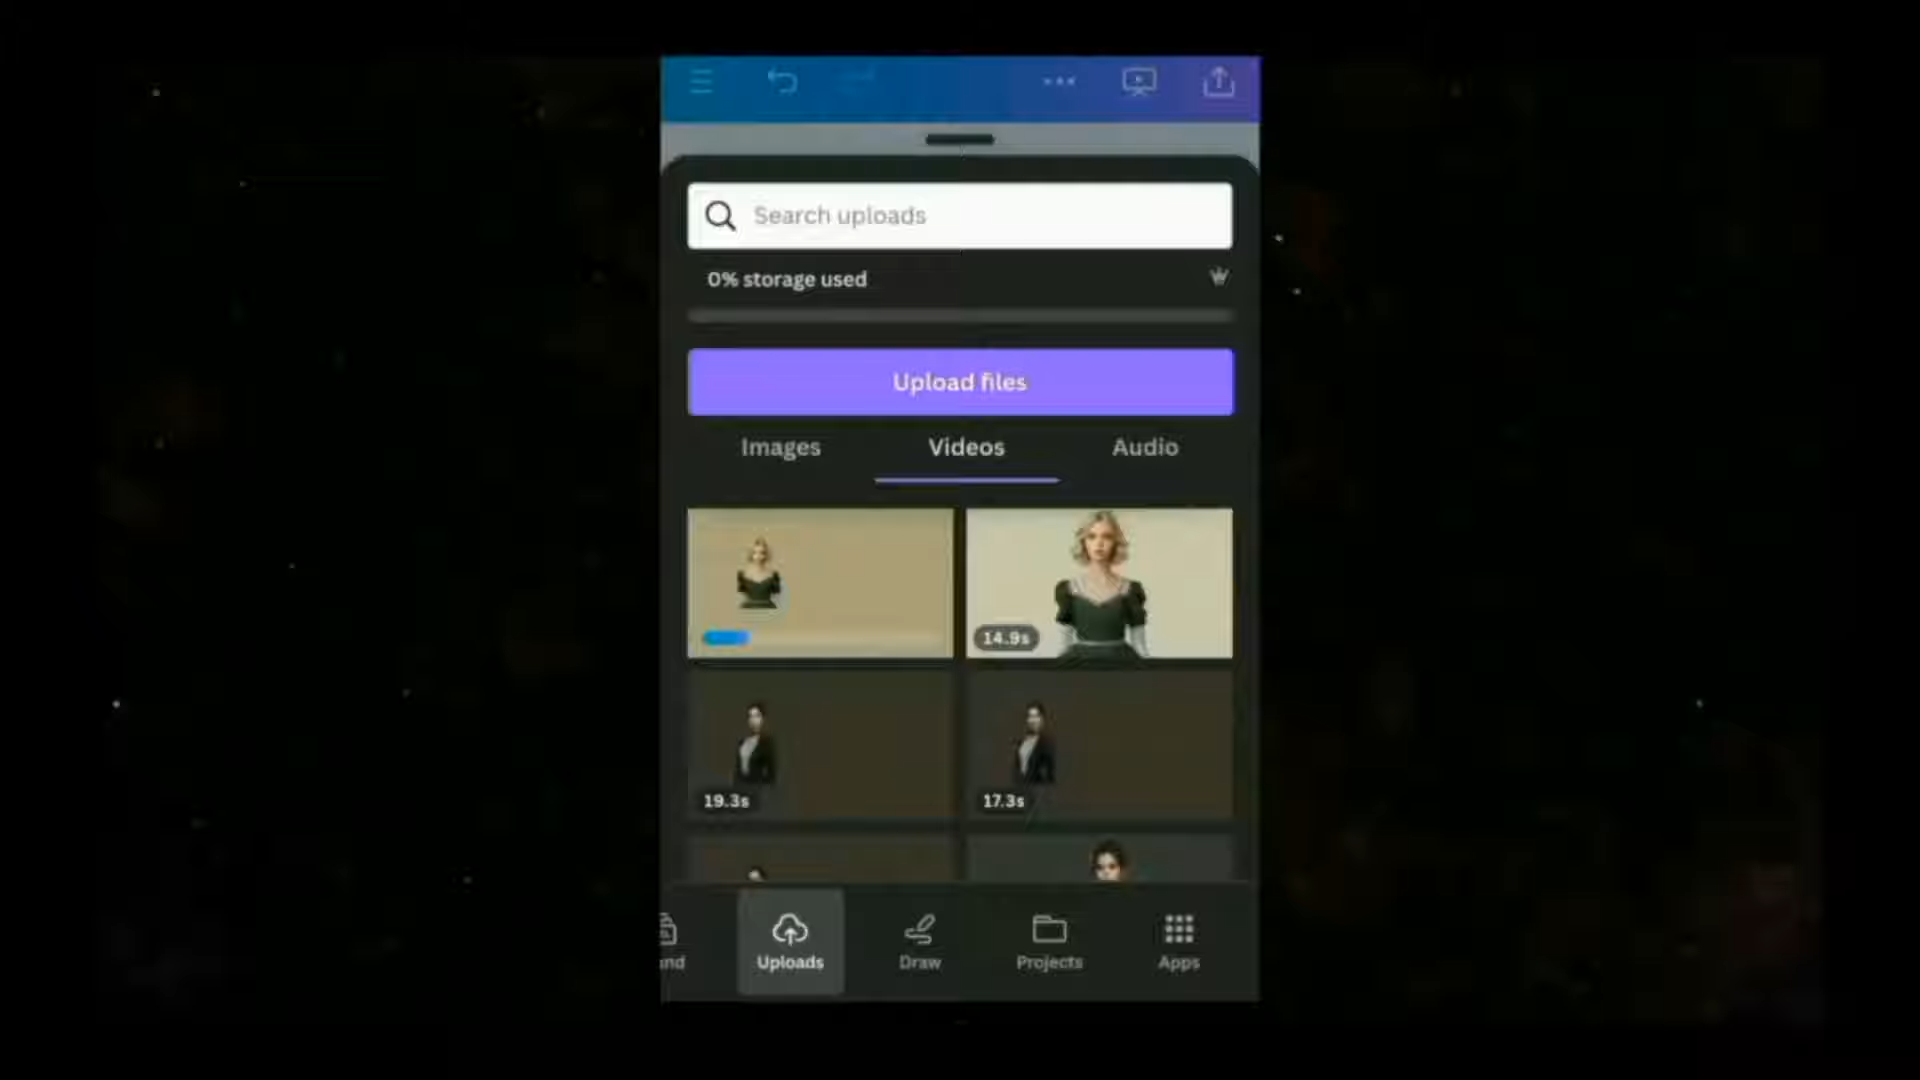 Search uploads
0% storage used
Upload files
Images Videos Audio
14.9s
19.3s 17.3s
and Uploads Draw Projects Apps